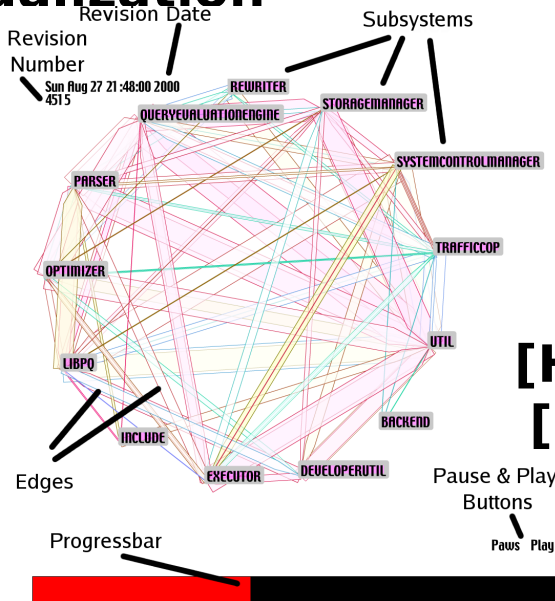 Revision Date
Subsystems
Revision
Number
Sun Aug 27 21:48:00 2000
4515
REWRITER
STORAGEMANAGER
QUERYEVALUATIONENGINE
SYSTEMCONTROLMANAGER
PARSER
TRAFFICCOP
OPTIMIZER
UTIL
[H
LIBPQ
[
BACKEND
INCLUDE
DEVELOPERUTIL
EXECUTOR
Edges
Pause & Play
Buttons
Progressbar
Paws Play